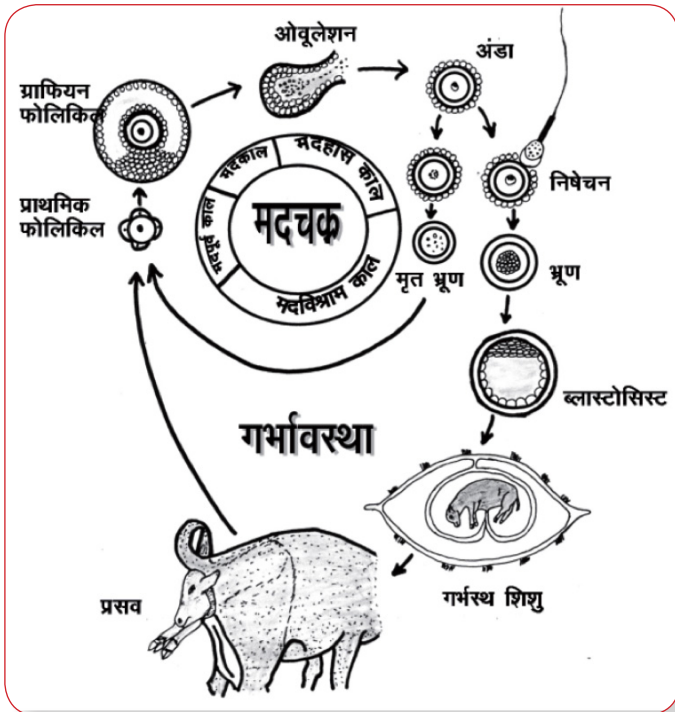 ओवूलेशन
अंडा
ग्राफियन
फोलिकिल
मदकाल
मदहास काल
प्राथमिक
फोलिकिल
मदपूर्व काल
मदचक्र
मदविश्राम काल
निषेचन
मृत भ्रूण
भ्रूण
ब्लास्टोसिस्ट
गर्भावस्था
गर्भस्थ शिशु
प्रसव